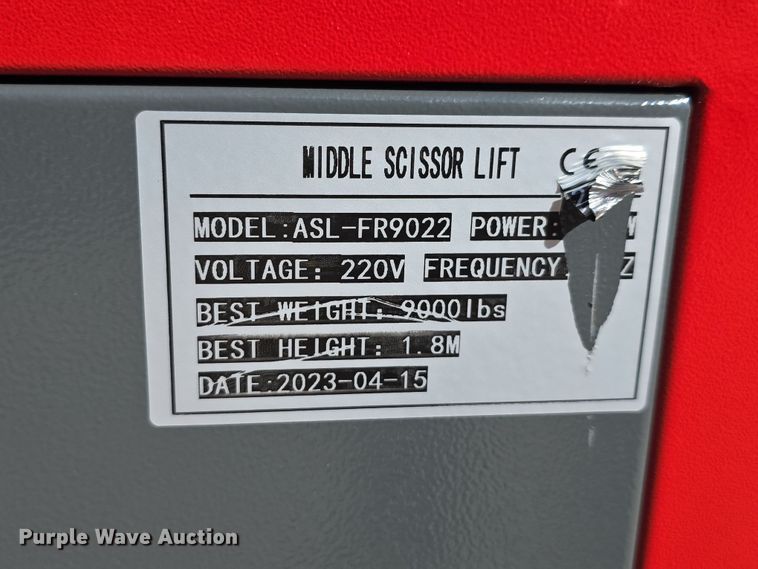 MIDDLE SCISSOR LIFT CE
MODEL:ASL-FR9022 POWER:
VOLTAGE: 220V FREQUENCY:
BEST WEIGHT: 9000lbs
BEST HEIGHT: 1.8M
DATE:2023-04-15
Purple Wave Auction